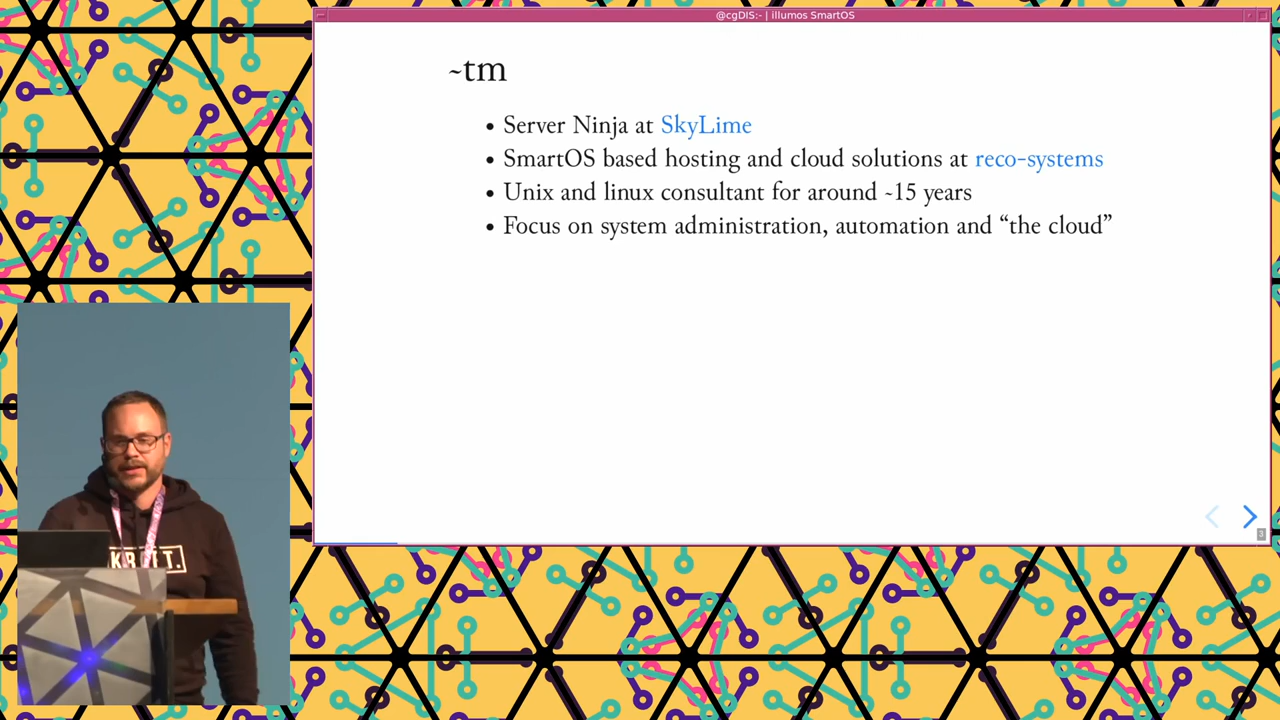 @cgDIS:- | illumos SmartOS
~tm
• Server Ninja at SkyLime
• SmartOS based hosting and cloud solutions at reco-systems
• Unix and linux consultant for around ~15 years
• Focus on system administration, automation and “the cloud”
3